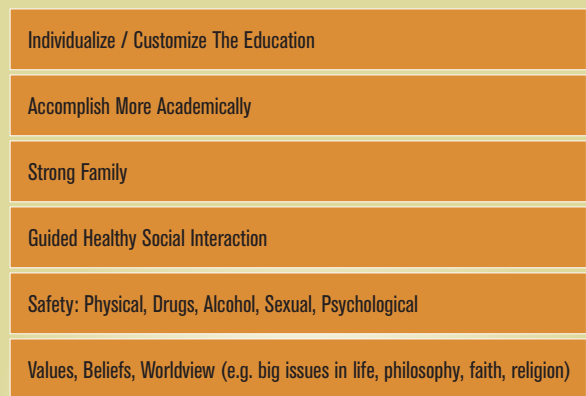 Individualize / Customize The Education
Accomplish More Academically
Strong Family
Guided Healthy Social Interaction
Safety: Physical, Drugs, Alcohol, Sexual, Psychological
Values, Beliefs, Worldview (e.g. big issues in life, philosophy, faith, religion)